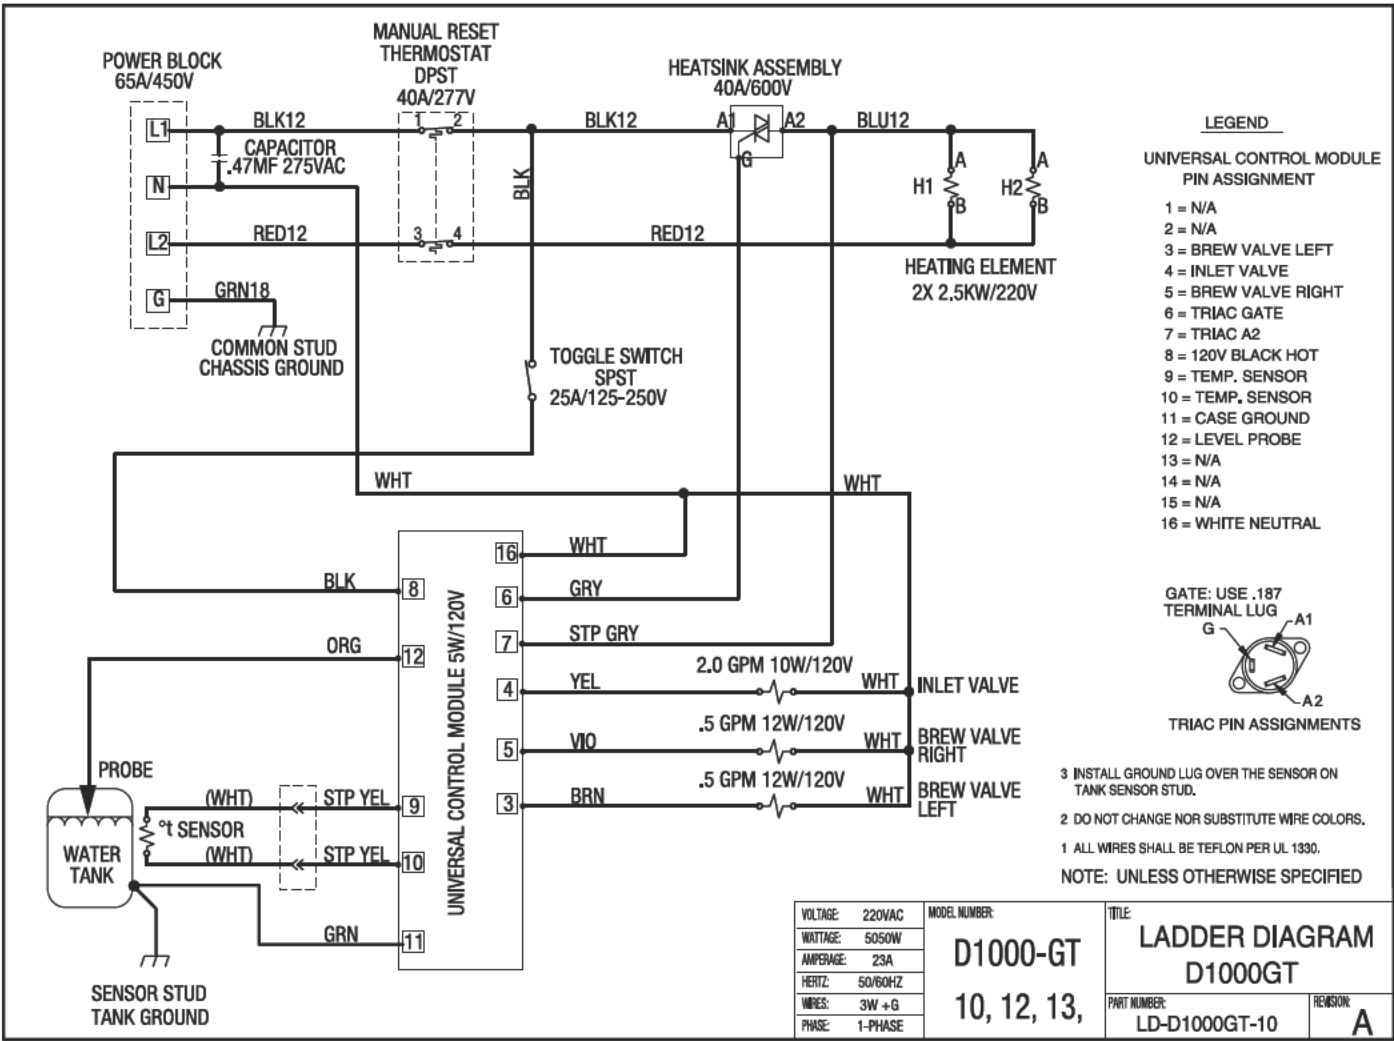 POWER BLOCK
65A/450V
MANUAL RESET
THERMOSTAT
DPST
40A/277V
HEATSINK ASSEMBLY
40A/600V
L1
BLK12
1
2
BLK12
A1
A2
G
BLU12
CAPACITOR
.47MF 275VAC
N
BLK
H1
A
B
H2
A
B
L2
RED12
3
4
RED12
HEATING ELEMENT
2X 2.5KW/220V
G
GRN18
COMMON STUD
CHASSIS GROUND
TOGGLE SWITCH
SPST
25A/125-250V
WHT
WHT
UNIVERSAL CONTROL MODULE 5W/120V
16
WHT
BLK
8
6
GRY
7
STP GRY
ORG
12
4
YEL
2.0 GPM 10W/120V
WHT
INLET VALVE
5
VIO
.5 GPM 12W/120V
WHT
BREW VALVE
RIGHT
3
BRN
.5 GPM 12W/120V
WHT
BREW VALVE
LEFT
PROBE
WATER
TANK
°t SENSOR
(WHT)
STP YEL
9
(WHT)
STP YEL
10
GRN
11
SENSOR STUD
TANK GROUND
LEGEND
UNIVERSAL CONTROL MODULE
PIN ASSIGNMENT
1 = N/A
2 = N/A
3 = BREW VALVE LEFT
4 = INLET VALVE
5 = BREW VALVE RIGHT
6 = TRIAC GATE
7 = TRIAC A2
8 = 120V BLACK HOT
9 = TEMP. SENSOR
10 = TEMP. SENSOR
11 = CASE GROUND
12 = LEVEL PROBE
13 = N/A
14 = N/A
15 = N/A
16 = WHITE NEUTRAL
GATE: USE .187
TERMINAL LUG
G
A1
A2
TRIAC PIN ASSIGNMENTS
3 INSTALL GROUND LUG OVER THE SENSOR ON
TANK SENSOR STUD.
2 DO NOT CHANGE NOR SUBSTITUTE WIRE COLORS.
1 ALL WIRES SHALL BE TEFLON PER UL 1330.
NOTE: UNLESS OTHERWISE SPECIFIED
VOLTAGE: 220VAC
WATTAGE: 5050W
AMPERAGE: 23A
HERTZ: 50/60HZ
WIRES: 3W +G
PHASE: 1-PHASE
MODEL NUMBER:
D1000-GT
10, 12, 13,
TITLE:
LADDER DIAGRAM
D1000GT
PART NUMBER:
LD-D1000GT-10
REVISION:
A